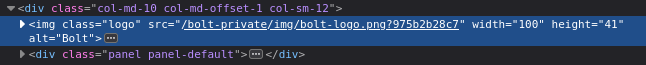 <div class="col-md-10 col-md-offset-1 col-sm-12">
<img class="logo" src="/bolt-private/img/bolt-logo.png?975b2b28c7" width="100" height="41"
alt="Bolt">
<div class="panel panel-default"></div>